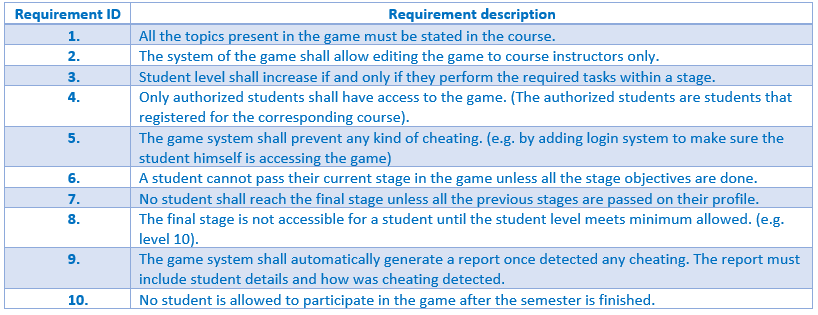 Requirement ID Requirement description
1. All the topics present in the game must be stated in the course.
2. The system of the game shall allow editing the game to course instructors only.
3. Student level shall increase if and only if they perform the required tasks within a stage.
4. Only authorized students shall have access to the game. (The authorized students are students that
registered for the corresponding course).
5. The game system shall prevent any kind of cheating. (e.g. by adding login system to make sure the
student himself is accessing the game)
6. A student cannot pass their current stage in the game unless all the stage objectives are done.
7. No student shall reach the final stage unless all the previous stages are passed on their profile.
8. The final stage is not accessible for a student until the student level meets minimum allowed. (e.g.
level 10).
9. The game system shall automatically generate a report once detected any cheating. The report must
include student details and how was cheating detected.
10. No student is allowed to participate in the game after the semester is finished.